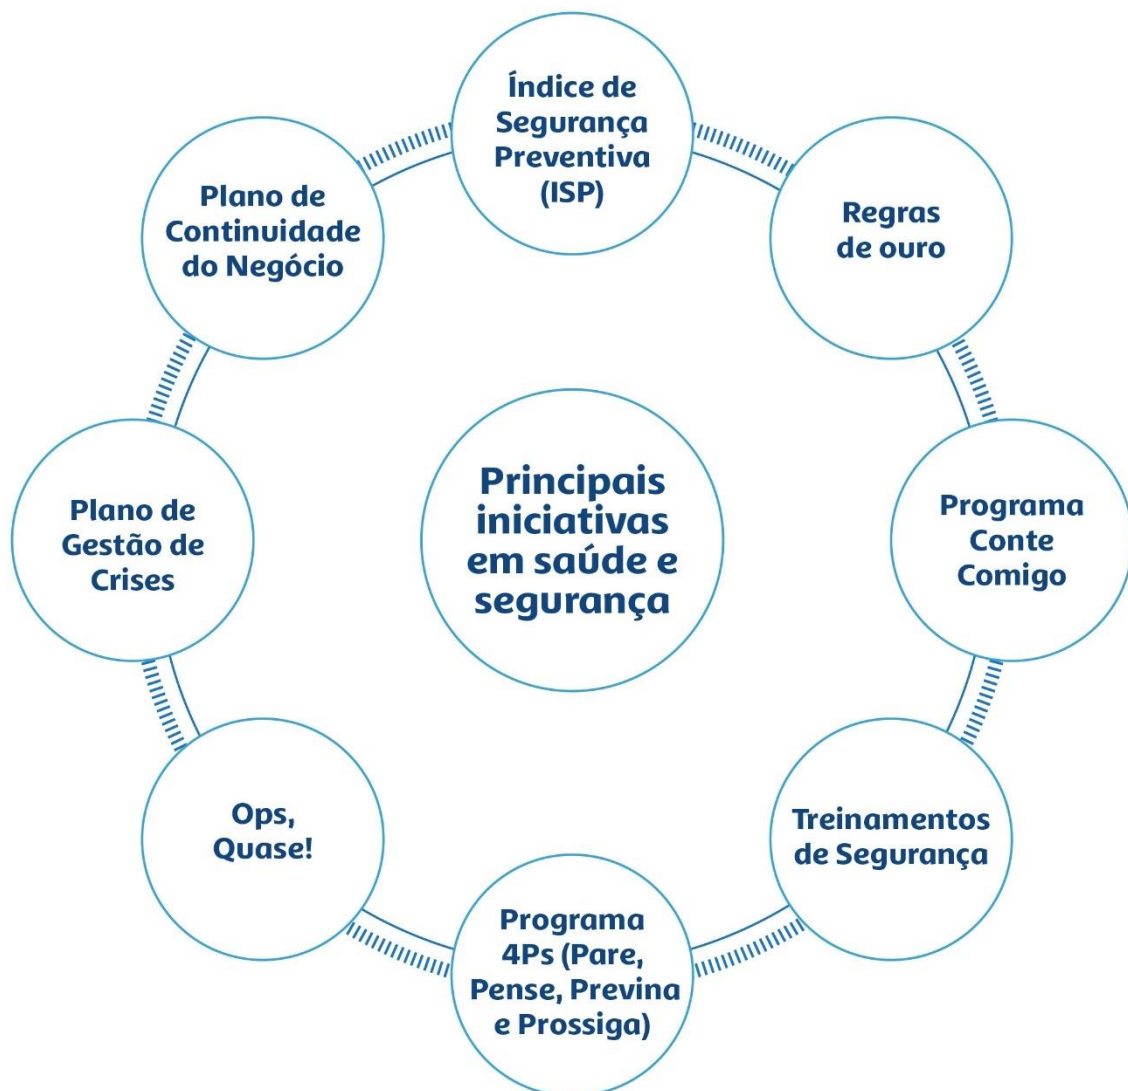 Índice de
Segurança
Preventiva
(ISP)
Regras
de ouro
Programa
Conte
Comigo
Treinamentos
de Segurança
Programa
4Ps (Pare,
Pense, Previna
e Prossiga)
Ops,
Quase!
Plano de
Gestão de
Crises
Plano de
Continuidade
do Negócio
Principais
iniciativas
em saúde e
segurança